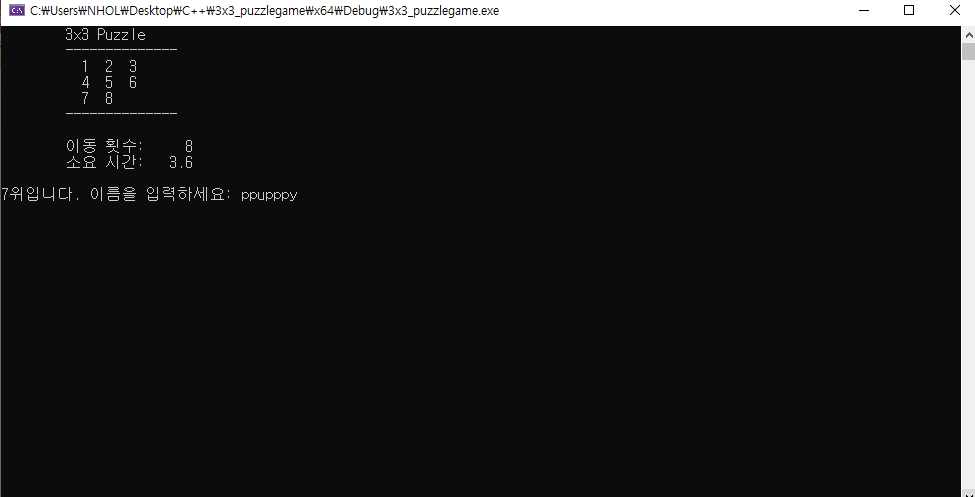 C:\Users\NHOL\Desktop\C++\3x3_puzzlegame\x64\Debug\3x3_puzzlegame.exe
3x3 Puzzle
--------------
1 2 3
4 5 6
7 8
--------------
이동 횟수: 8
소요 시간: 3.6
7위입니다. 이름을 입력하세요: ppupppy